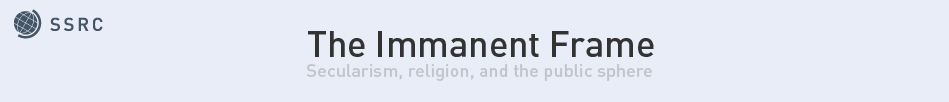 SSRC
The Immanent Frame
Secularism, religion, and the public sphere